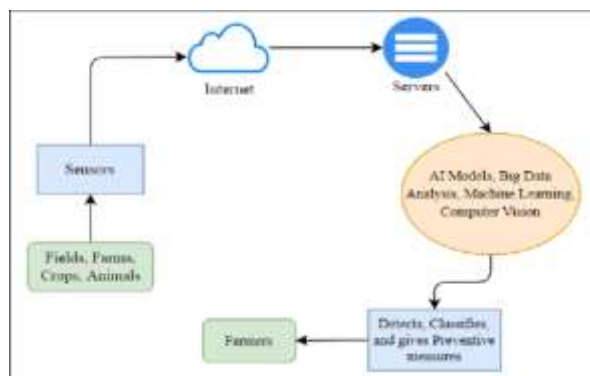 Internet
Servers
Sensors
AI Models, Big Data
Analysis, Machine Learning,
Computer Vision
Fields, Farms,
Crops, Animals
Detects, Classifies,
and gives Preventive
measures
Farmers